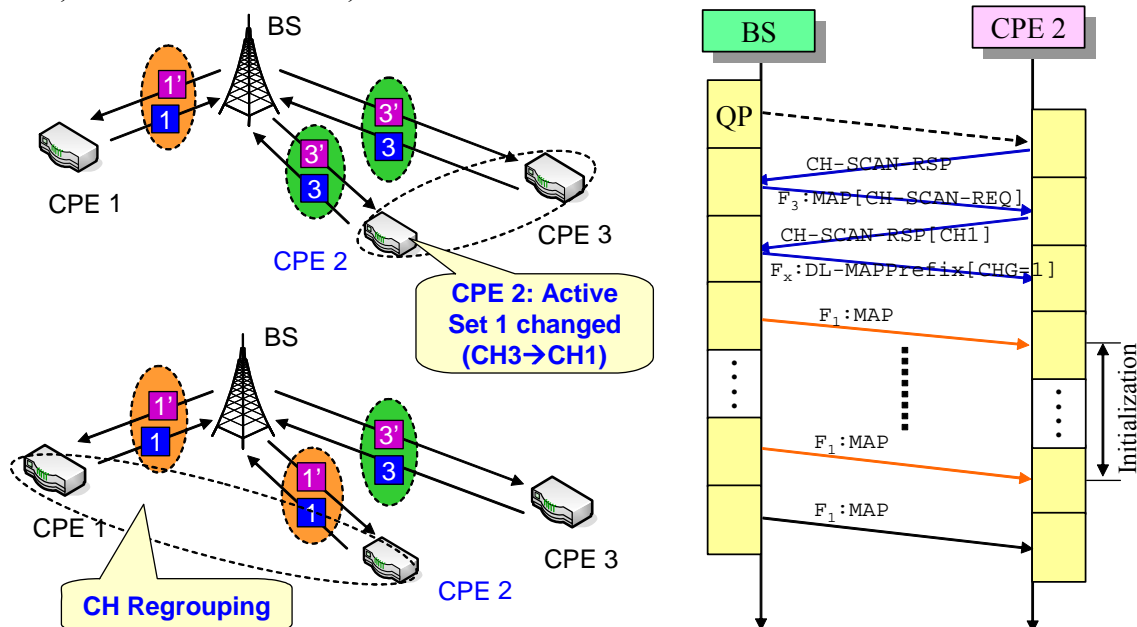 BS
1'
1
3'
3
3'
3
CPE 1
CPE 2
CPE 3
CPE 2: Active
Set 1 changed
(CH3→CH1)
BS
1'
1
3'
3
1'
1
CPE 1
CPE 2
CPE 3
CH Regrouping
BS
CPE 2
QP
CH-SCAN-RSP
F3:MAP[CH-SCAN-REQ]
CH-SCAN-RSP[CH1]
Fx:DL-MAPPrefix[CHG=1]
F1:MAP
F1:MAP
F1:MAP
Initialization